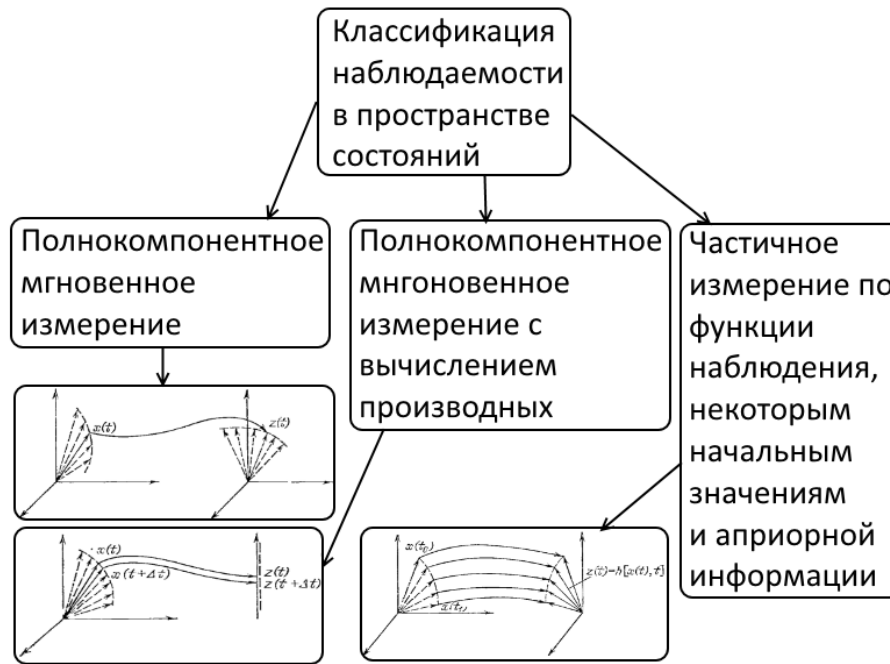 Классификация
наблюдаемости
в пространстве
состояний
Полнокомпонентное
мгновенное
измерение
Полнокомпонентное
мнгоновенное
измерение с
вычислением
производных
Частичное
измерение по
функции
наблюдения,
некоторым
начальным
значениям
и априорной
информации
x(t)
z(t)
x(t)
x(t+Δt)
z(t)
z(t+Δt)
x(t₀)
z(t)=h[x(t),t]
x(t₁)